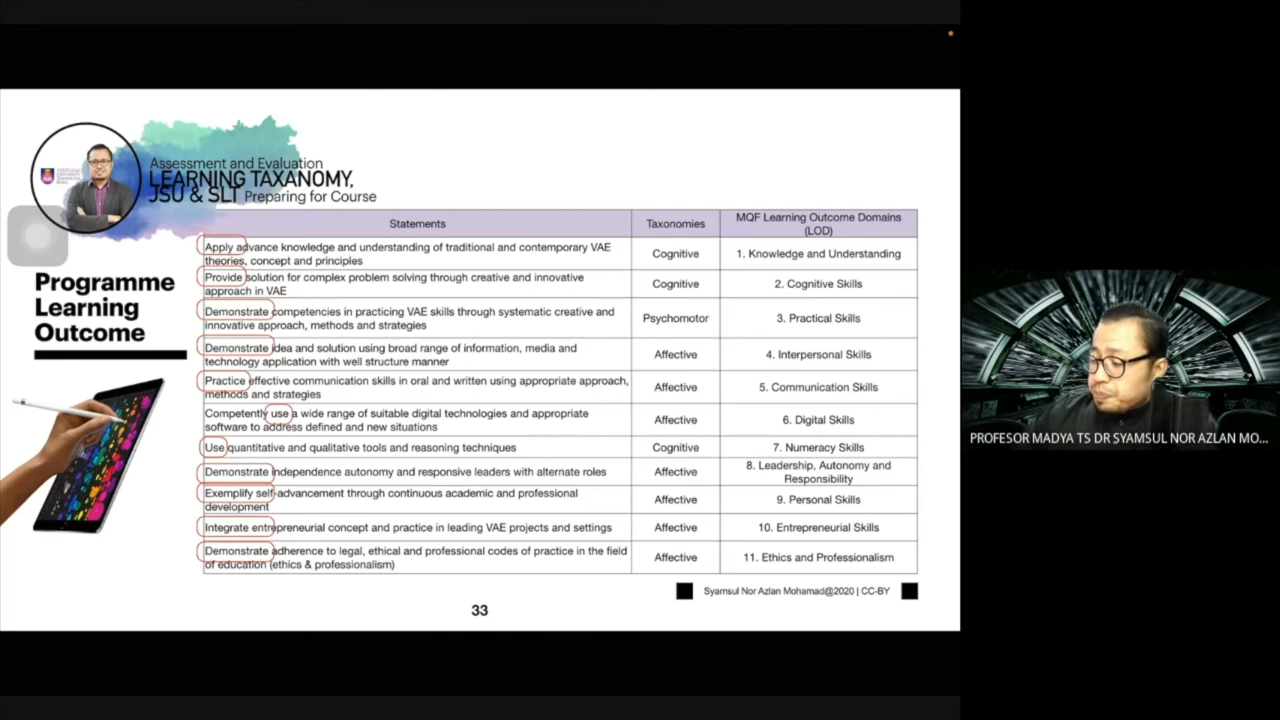 Assessment and Evaluation
LEARNING TAXANOMY,
JSU & SLT Preparing for Course
Programme
Learning
Outcome
Statements
Taxonomies
MQF Learning Outcome Domains
(LOD)
Apply advance knowledge and understanding of traditional and contemporary VAE
theories, concept and principles
Cognitive
1. Knowledge and Understanding
Provide solution for complex problem solving through creative and innovative
approach in VAE
Cognitive
2. Cognitive Skills
Demonstrate competencies in practicing VAE skills through systematic creative and
innovative approach, methods and strategies
Psychomotor
3. Practical Skills
Demonstrate idea and solution using broad range of information, media and
technology application with well structure manner
Affective
4. Interpersonal Skills
Practice effective communication skills in oral and written using appropriate approach,
methods and strategies
Affective
5. Communication Skills
Competently use a wide range of suitable digital technologies and appropriate
software to address defined and new situations
Affective
6. Digital Skills
Use quantitative and qualitative tools and reasoning techniques
Cognitive
7. Numeracy Skills
Demonstrate independence autonomy and responsive leaders with alternate roles
Affective
8. Leadership, Autonomy and
Responsibility
Exemplify self-advancement through continuous academic and professional
development
Affective
9. Personal Skills
Integrate entrepreneurial concept and practice in leading VAE projects and settings
Affective
10. Entrepreneurial Skills
Demonstrate adherence to legal, ethical and professional codes of practice in the field
of education (ethics & professionalism)
Affective
11. Ethics and Professionalism
Syamsul Nor Azlan Mohamad@2020 | CC-BY
33
PROFESOR MADYA TS DR SYAMSUL NOR AZLAN MO...